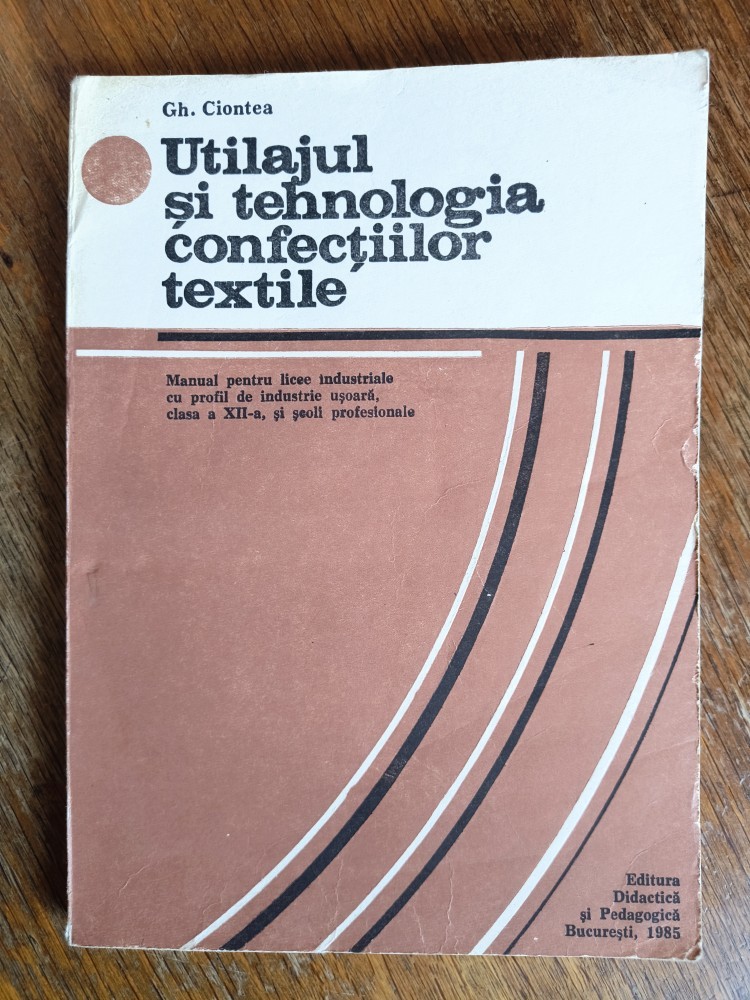 Gh. Ciontea
Utilajul
și tehnologia
confecțiilor
textile
Manual pentru licee industriale
cu profil de industrie ușoară,
clasa a XII-a, și școli profesionale
Editura
Didactică
și Pedagogică
București, 1985